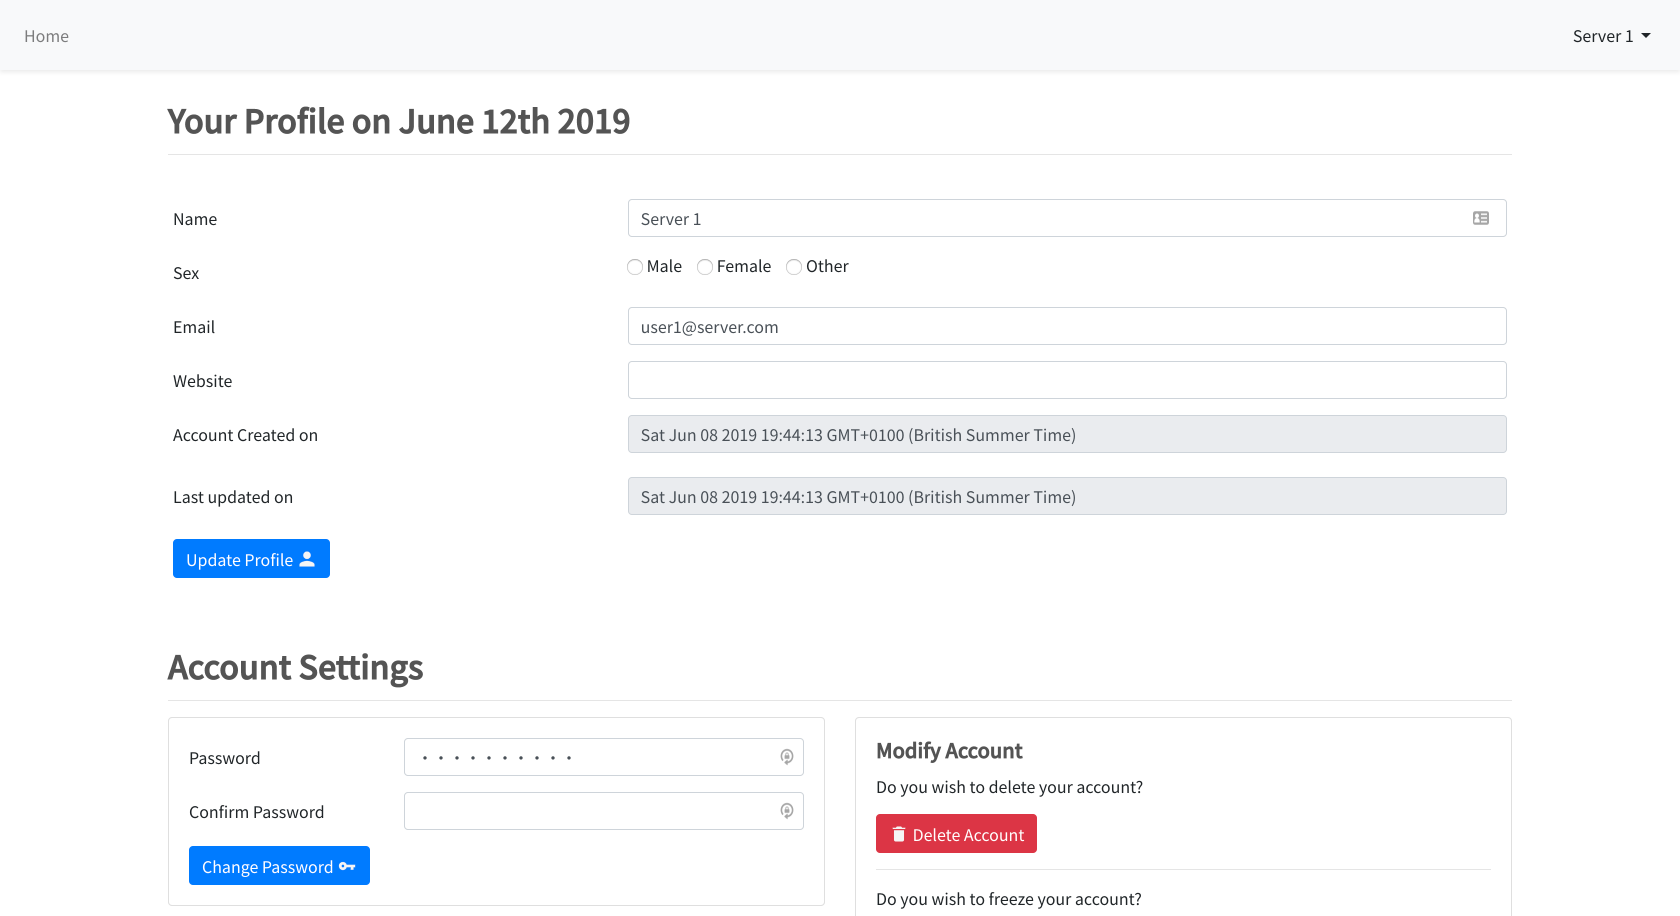 Home
Server 1
Your Profile on June 12th 2019
Name
Server 1
Sex
Male Female Other
Email
user1@server.com
Website
Account Created on
Sat Jun 08 2019 19:44:13 GMT+0100 (British Summer Time)
Last updated on
Sat Jun 08 2019 19:44:13 GMT+0100 (British Summer Time)
Update Profile
Account Settings
Password
Confirm Password
Change Password
Modify Account
Do you wish to delete your account?
Delete Account
Do you wish to freeze your account?